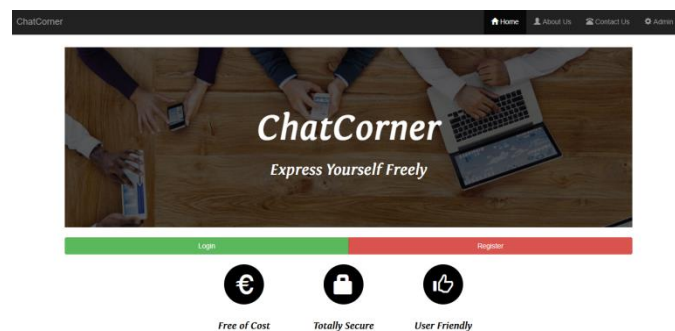 ChatCorner Home About Us Contact Us Admin
ChatCorner
Express Yourself Freely
Login Register
€
Free of Cost Totally Secure User Friendly